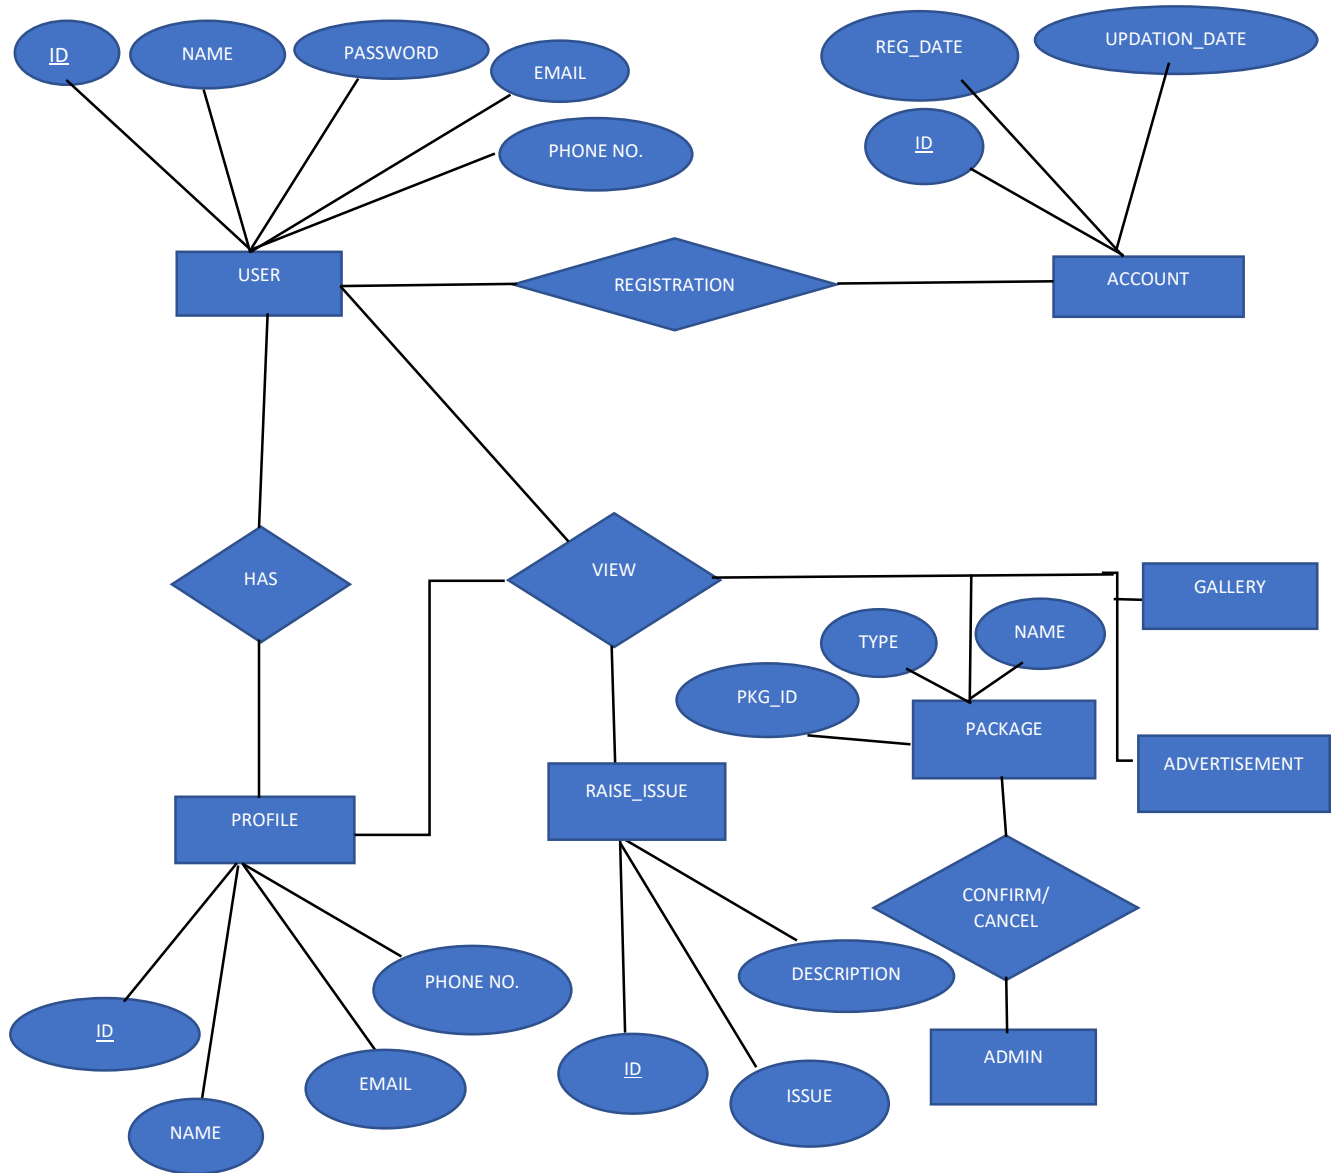 ID
NAME
PASSWORD
EMAIL
PHONE NO.
REG_DATE
UPDATION_DATE
ID
USER
REGISTRATION
ACCOUNT
HAS
VIEW
GALLERY
TYPE
NAME
PKG_ID
PACKAGE
ADVERTISEMENT
RAISE_ISSUE
PROFILE
CONFIRM/
CANCEL
DESCRIPTION
PHONE NO.
ID
EMAIL
NAME
ID
ISSUE
ADMIN